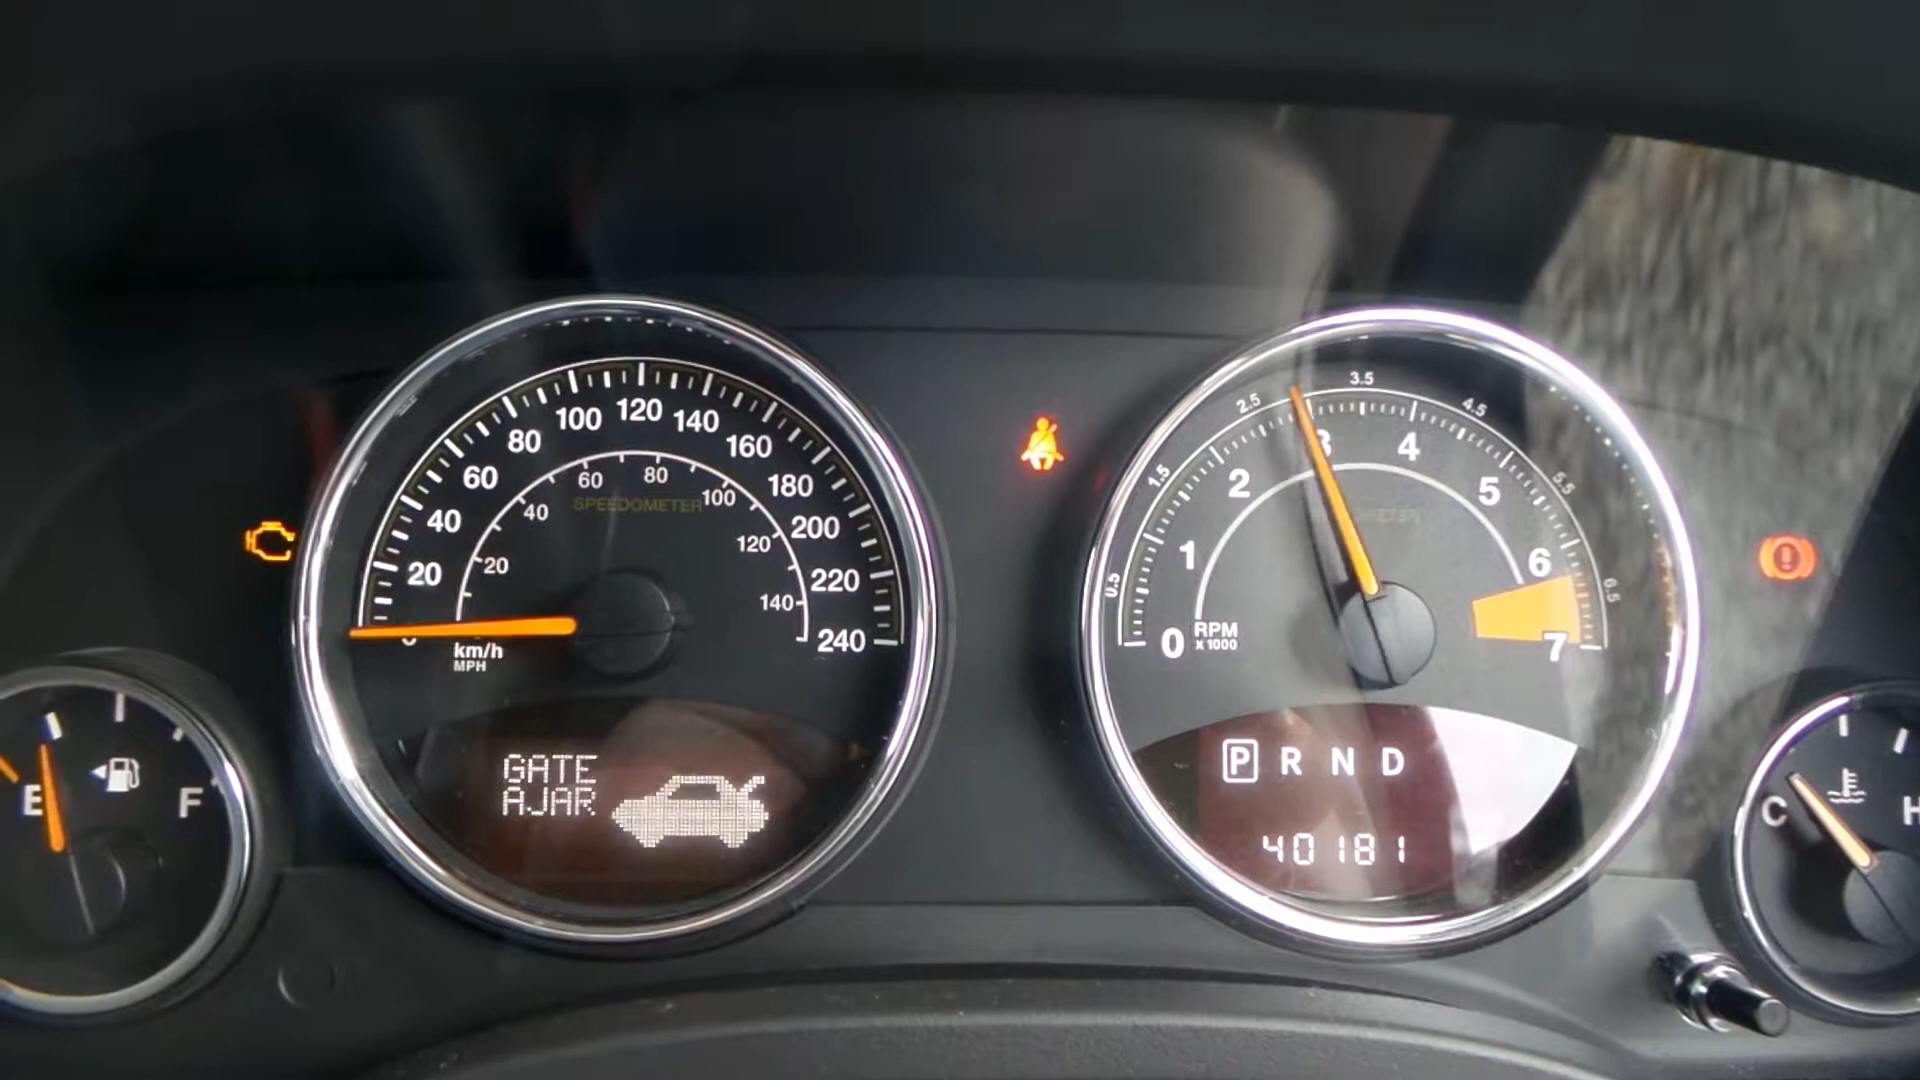 20
40
60
80
100
120
140
160
180
200
220
240
20
40
60
80
100
120
140
SPEEDOMETER
km/h
MPH
GATE
AJAR
E
F
0
1
2
3
4
5
6
7
0.5
1.5
2.5
3.5
4.5
5.5
6.5
RPM
x 1000
P R N D
40181
C
H